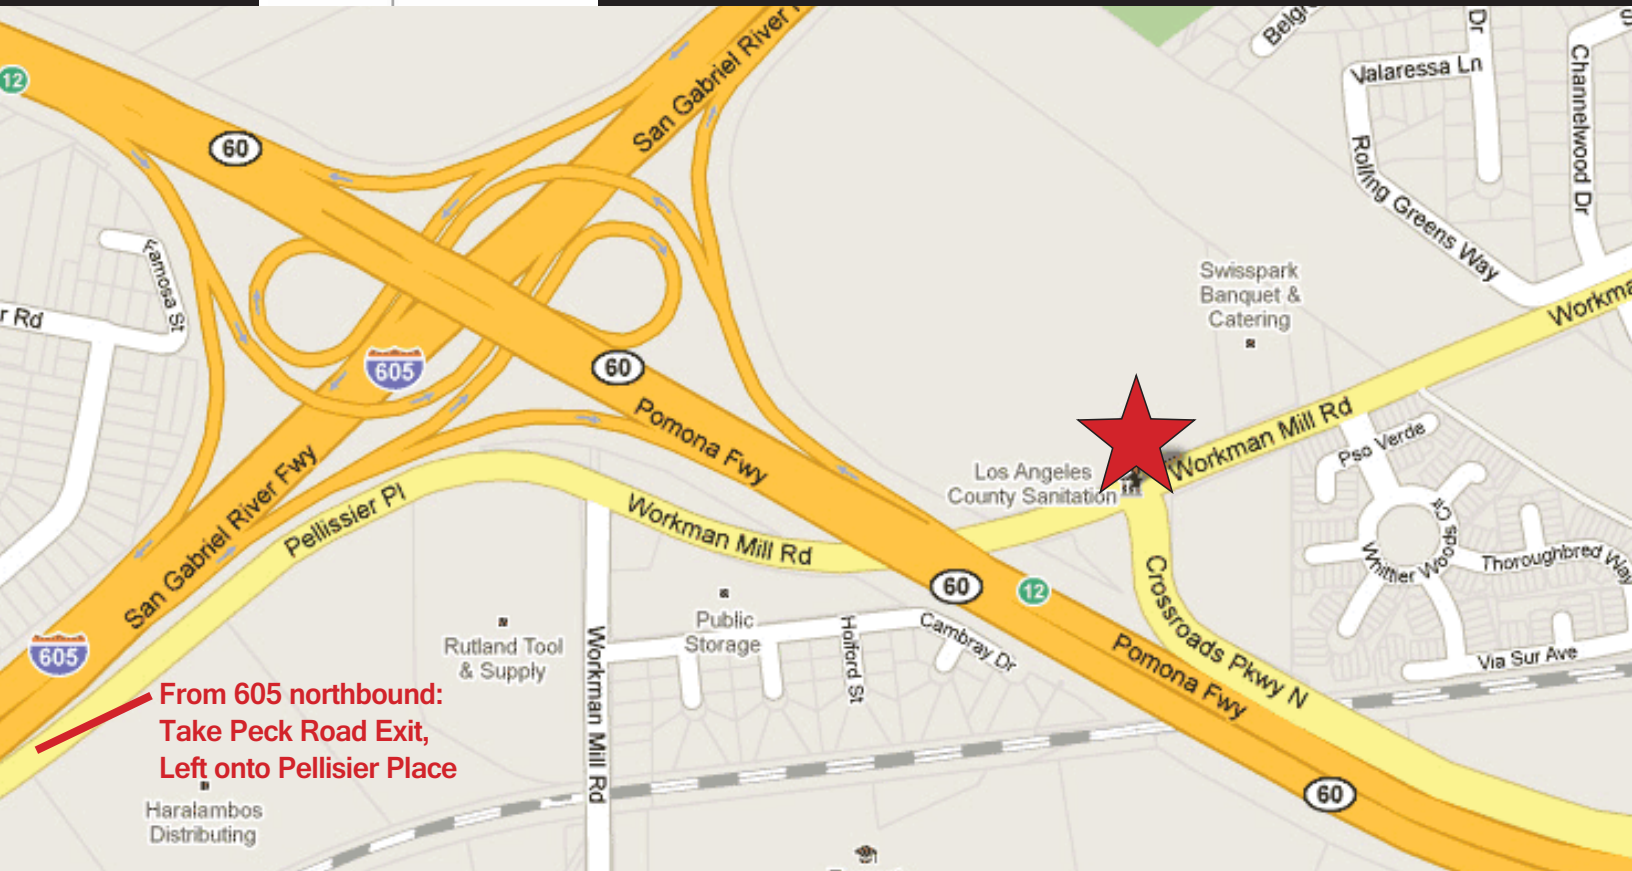 San Gabriel River F
Belgr
Dr
S
Valaressa Ln
Channelwood Dr
12
60
Rolling Greens Way
Famosa St
r Rd
Swisspark
Banquet &
Catering
Workma
605
60
Pomona Fwy
Workman Mill Rd
Pso Verde
Los Angeles
County Sanitation
San Gabriel River Fwy
Pellissier Pl
Workman Mill Rd
Whittier Woods Cir
Thoroughbred Way
Crossroads Pkwy N
60
12
Public
Storage
Holford St
Cambray Dr
Rutland Tool
& Supply
Workman Mill Rd
605
Pomona Fwy
Via Sur Ave
From 605 northbound:
Take Peck Road Exit,
Left onto Pellisier Place
60
Haralambos
Distributing